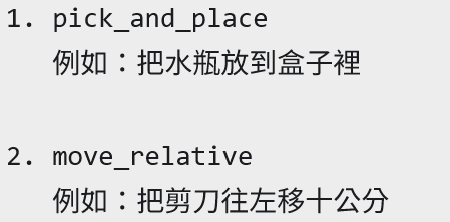 1. pick_and_place
例如：把水瓶放到盒子裡
2. move_relative
例如：把剪刀往左移十公分